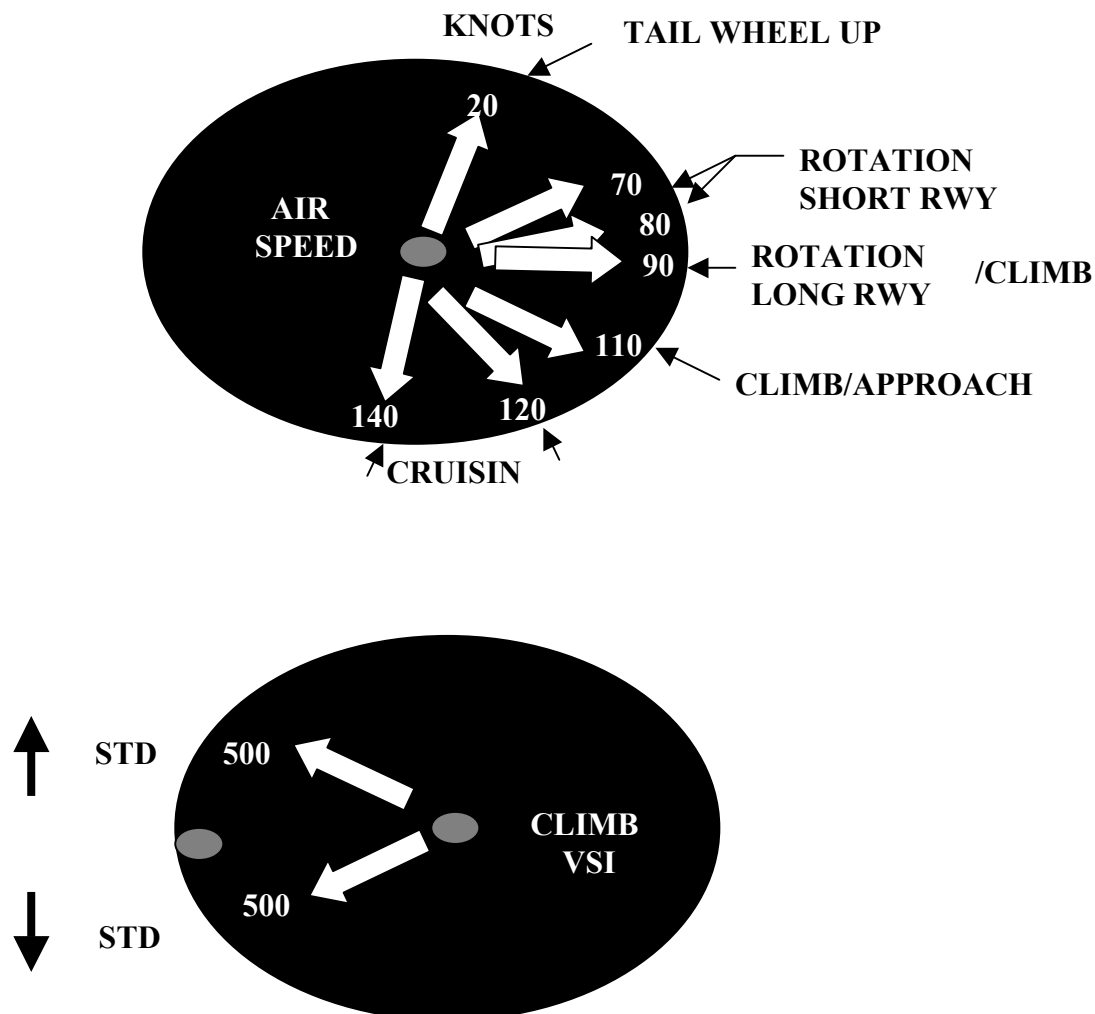 KNOTS TAIL WHEEL UP
20
ROTATION
SHORT RWY
70
AIR
SPEED
80
90
ROTATION
LONG RWY /CLIMB
110
CLIMB/APPROACH
140
120
CRUISIN
STD
500
CLIMB
VSI
500
STD